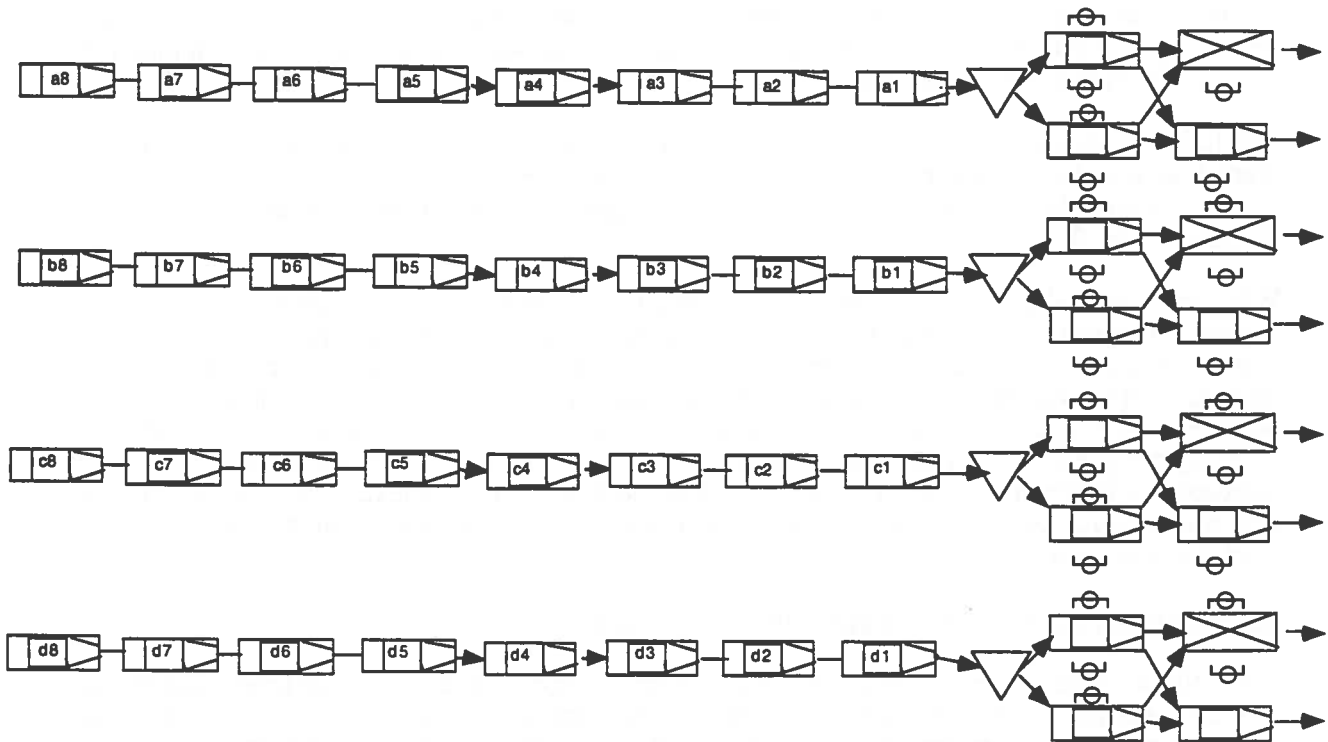 a8 a7 a6 a5 a4 a3 a2 a1
b8 b7 b6 b5 b4 b3 b2 b1
c8 c7 c6 c5 c4 c3 c2 c1
d8 d7 d6 d5 d4 d3 d2 d1